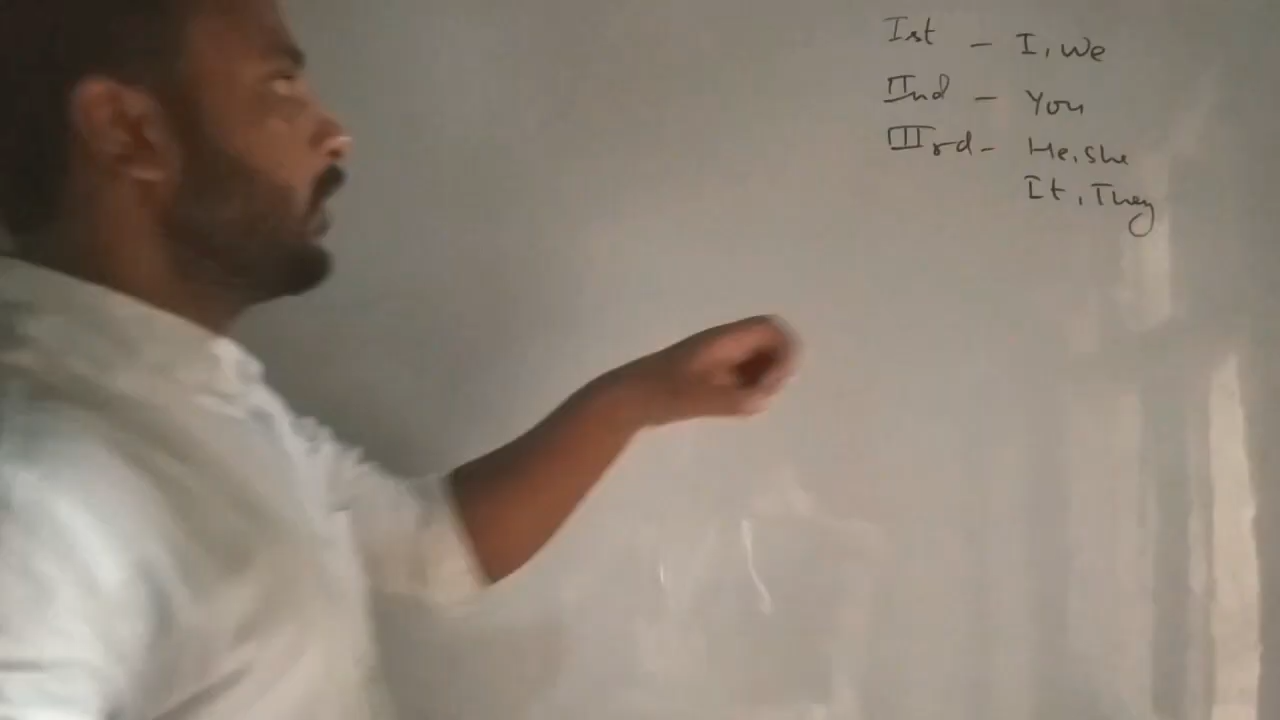 Ist - I, We
IInd - You
IIIrd - He, she
It, They